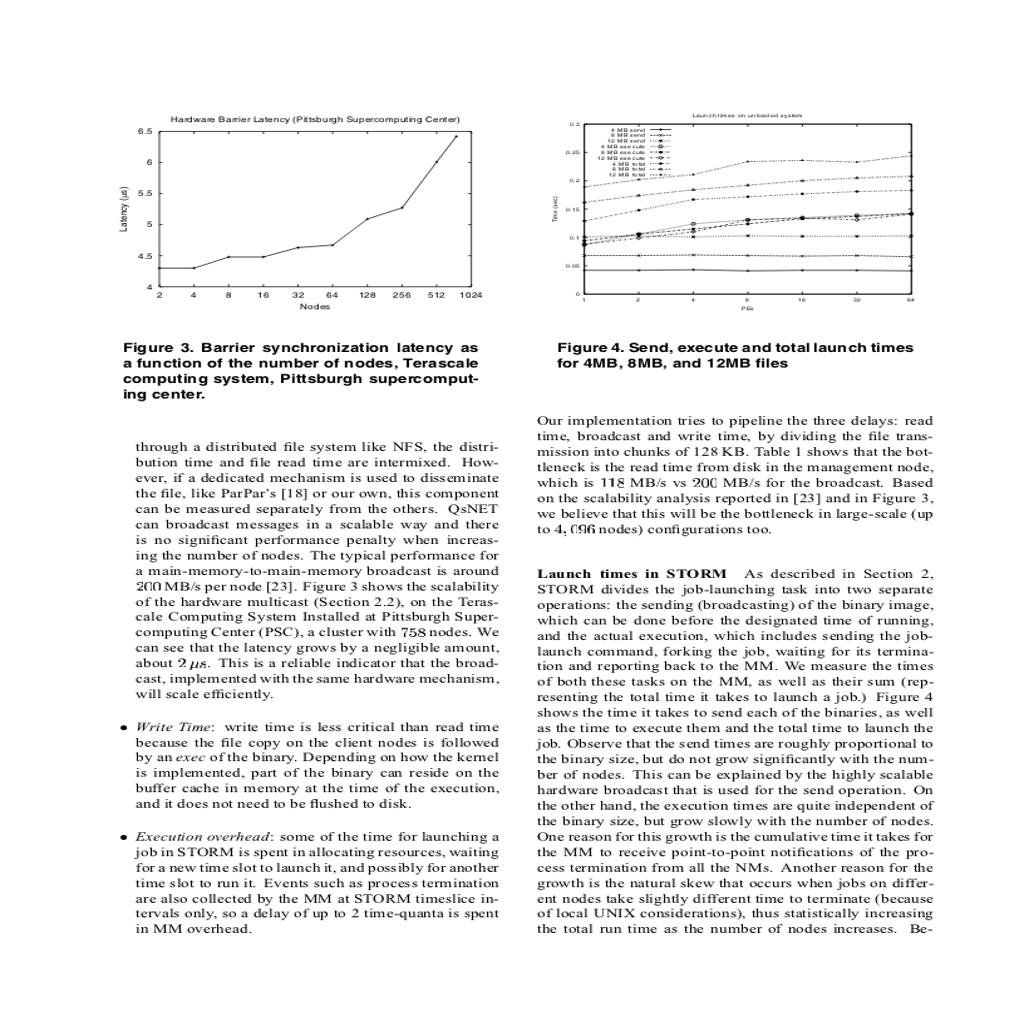 Hardware Barrier Latency (Pittsburgh Supercomputing Center)
6.5
6
5.5
5
4.5
4
Latency (µs)
2 4 8 16 32 64 128 256 512 1024
Nodes
Figure 3. Barrier synchronization latency as
a function of the number of nodes, Terascale
computing system, Pittsburgh supercomput-
ing center.
through a distributed file system like NFS, the distri-
bution time and file read time are intermixed. How-
ever, if a dedicated mechanism is used to disseminate
the file, like ParPar's [18] or our own, this component
can be measured separately from the others. QsNET
can broadcast messages in a scalable way and there
is no significant performance penalty when increas-
ing the number of nodes. The typical performance for
a main-memory-to-main-memory broadcast is around
200 MB/s per node [23]. Figure 3 shows the scalability
of the hardware multicast (Section 2.2), on the Teras-
cale Computing System Installed at Pittsburgh Super-
computing Center (PSC), a cluster with 758 nodes. We
can see that the latency grows by a negligible amount,
about 2 µs. This is a reliable indicator that the broad-
cast, implemented with the same hardware mechanism,
will scale efficiently.
• Write Time: write time is less critical than read time
because the file copy on the client nodes is followed
by an exec of the binary. Depending on how the kernel
is implemented, part of the binary can reside on the
buffer cache in memory at the time of the execution,
and it does not need to be flushed to disk.
• Execution overhead: some of the time for launching a
job in STORM is spent in allocating resources, waiting
for a new time slot to launch it, and possibly for another
time slot to run it. Events such as process termination
are also collected by the MM at STORM timeslice in-
tervals only, so a delay of up to 2 time-quanta is spent
in MM overhead.
Launch times on unloaded system
0.3
0.25
0.2
0.15
0.1
0.05
0
Time (sec)
4 MB send
8 MB send
12 MB send
4 MB execute
8 MB execute
12 MB execute
4 MB total
8 MB total
12 MB total
1 2 4 8 16 32 64
PEs
Figure 4. Send, execute and total launch times
for 4MB, 8MB, and 12MB files
Our implementation tries to pipeline the three delays: read
time, broadcast and write time, by dividing the file trans-
mission into chunks of 128 KB. Table 1 shows that the bot-
tleneck is the read time from disk in the management node,
which is 118 MB/s vs 200 MB/s for the broadcast. Based
on the scalability analysis reported in [23] and in Figure 3,
we believe that this will be the bottleneck in large-scale (up
to 4, 096 nodes) configurations too.
Launch times in STORM As described in Section 2,
STORM divides the job-launching task into two separate
operations: the sending (broadcasting) of the binary image,
which can be done before the designated time of running,
and the actual execution, which includes sending the job-
launch command, forking the job, waiting for its termina-
tion and reporting back to the MM. We measure the times
of both these tasks on the MM, as well as their sum (rep-
resenting the total time it takes to launch a job.) Figure 4
shows the time it takes to send each of the binaries, as well
as the time to execute them and the total time to launch the
job. Observe that the send times are roughly proportional to
the binary size, but do not grow significantly with the num-
ber of nodes. This can be explained by the highly scalable
hardware broadcast that is used for the send operation. On
the other hand, the execution times are quite independent of
the binary size, but grow slowly with the number of nodes.
One reason for this growth is the cumulative time it takes for
the MM to receive point-to-point notifications of the pro-
cess termination from all the NMs. Another reason for the
growth is the natural skew that occurs when jobs on differ-
ent nodes take slightly different time to terminate (because
of local UNIX considerations), thus statistically increasing
the total run time as the number of nodes increases. Be-